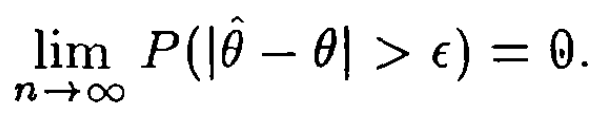 lim_{n→∞} P(|θ̂ − θ| > ϵ) = 0.